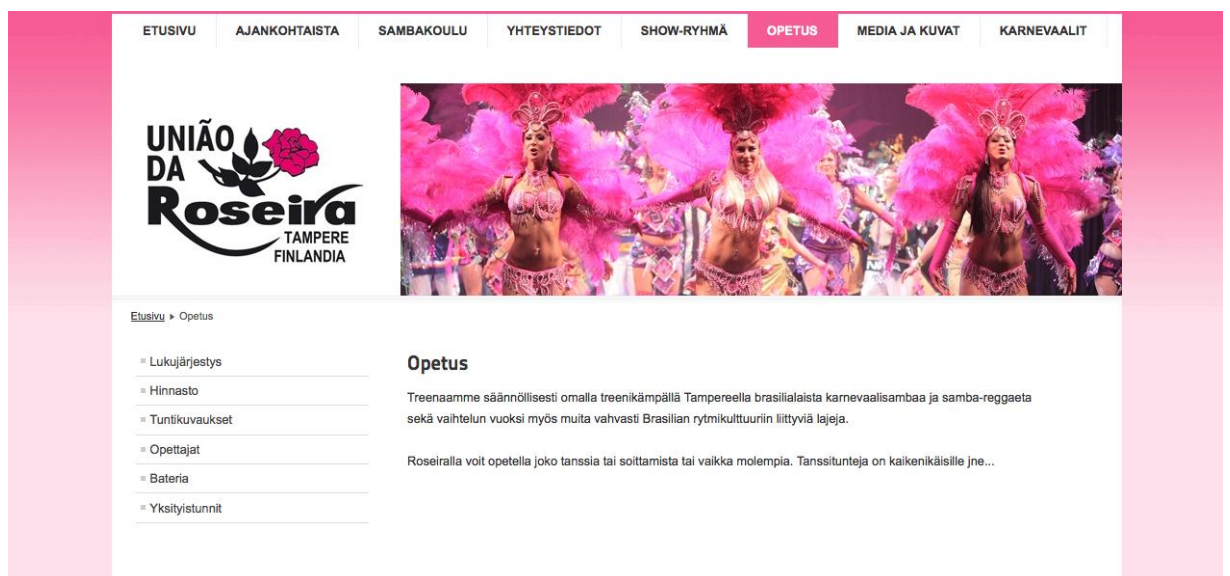 ETUSIVU AJANKOHTAISTA SAMBAKOULU YHTEYSTIEDOT SHOW-RYHMÄ OPETUS MEDIA JA KUVAT KARNEVAALIT
UNIÃO
DA
Roseira
TAMPERE
FINLANDIA
Etusivu ▸ Opetus
Lukujärjestys
Hinnasto
Tuntikuvaukset
Opettajat
Bateria
Yksityistunnit
Opetus
Treenaamme säännöllisesti omalla treenikämpällä Tampereella brasilialaista karnevaalisambaa ja samba-reggaeta
sekä vaihtelun vuoksi myös muita vahvasti Brasilian rytmikulttuuriin liittyviä lajeja.
Roseiralla voit opetella joko tanssia tai soittamista tai vaikka molempia. Tanssitunteja on kaikenikäisille jne...